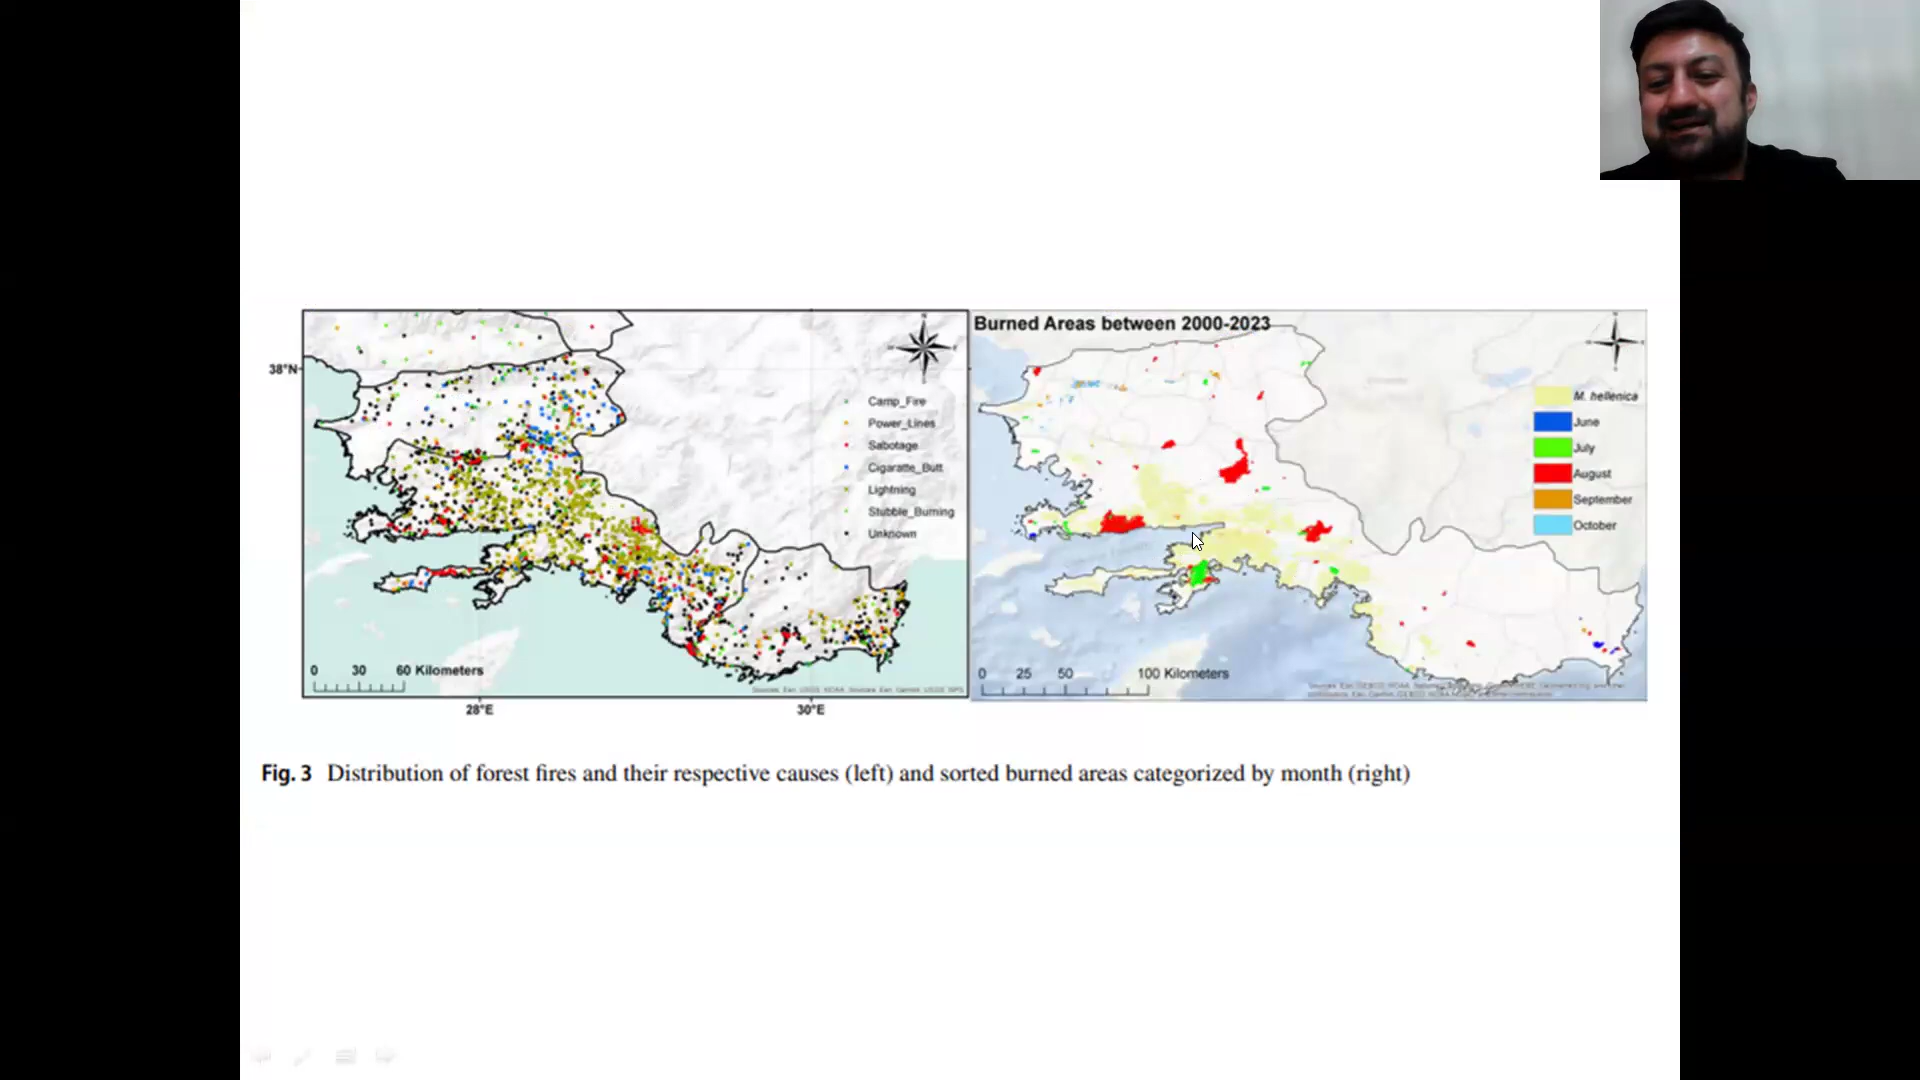 38°N
Camp_Fire
Power_Lines
Sabotage
Cigaratte_Butt
Lightning
Stubble_Burning
Unknown
0 30 60 Kilometers
28°E 30°E
Burned Areas between 2000-2023
M. hellenica
June
July
August
September
October
0 25 50 100 Kilometers
Fig. 3 Distribution of forest fires and their respective causes (left) and sorted burned areas categorized by month (right)